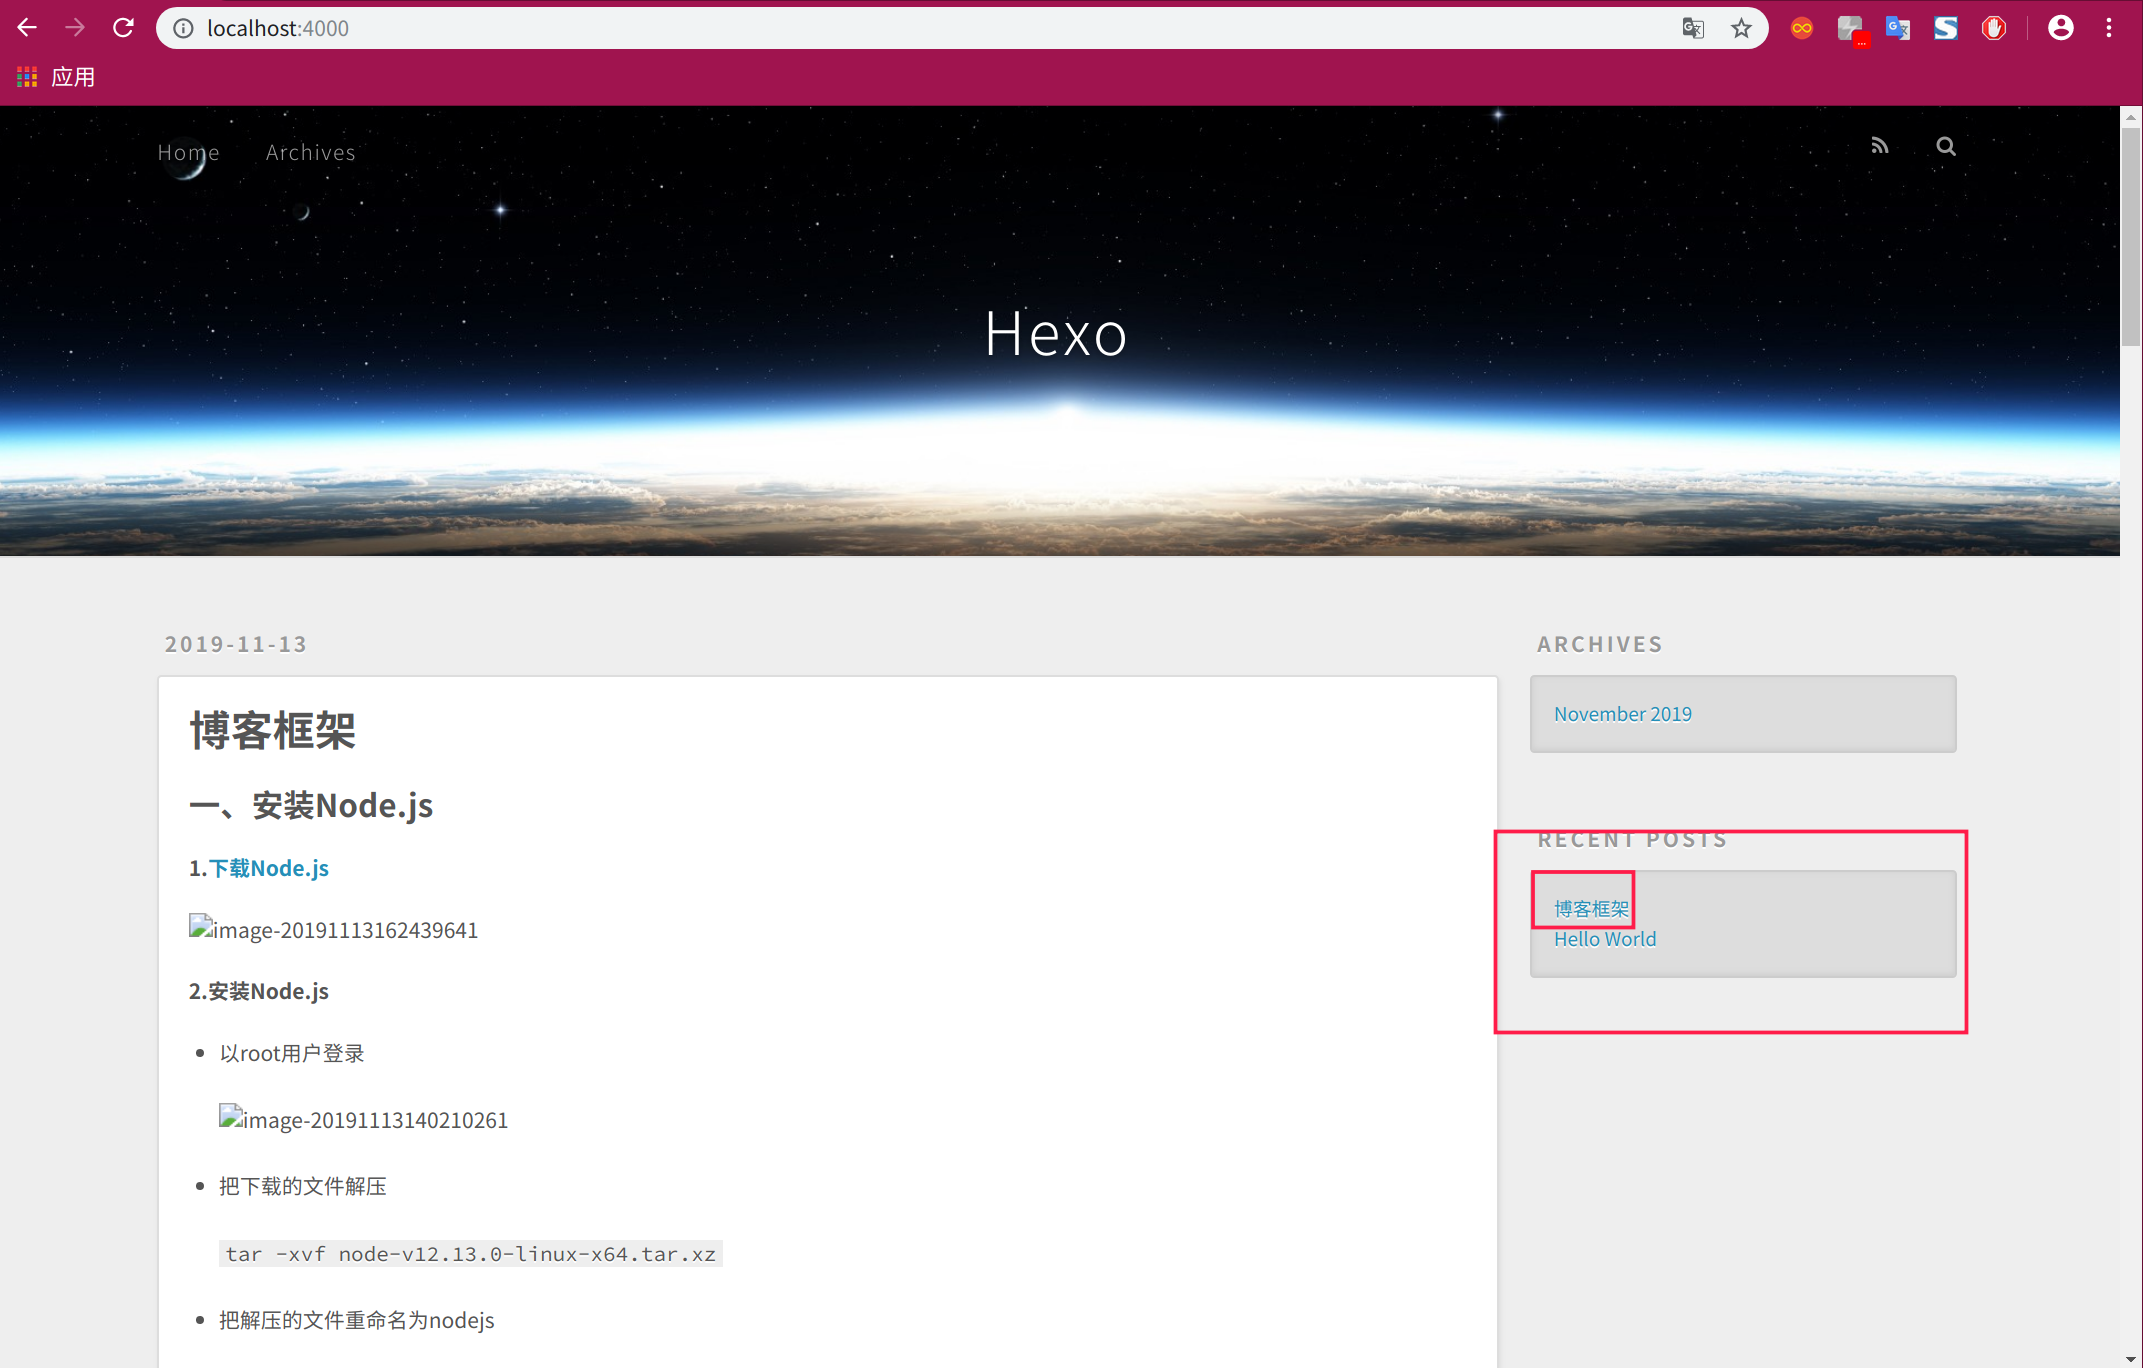 localhost:4000
应用
Home
Archives
Hexo
2019-11-13
博客框架
一、安装Node.js
1.下载Node.js
image-20191113162439641
2.安装Node.js
以root用户登录
image-20191113140210261
把下载的文件解压
tar -xvf node-v12.13.0-linux-x64.tar.xz
把解压的文件重命名为nodejs
ARCHIVES
November 2019
RECENT POSTS
博客框架
Hello World